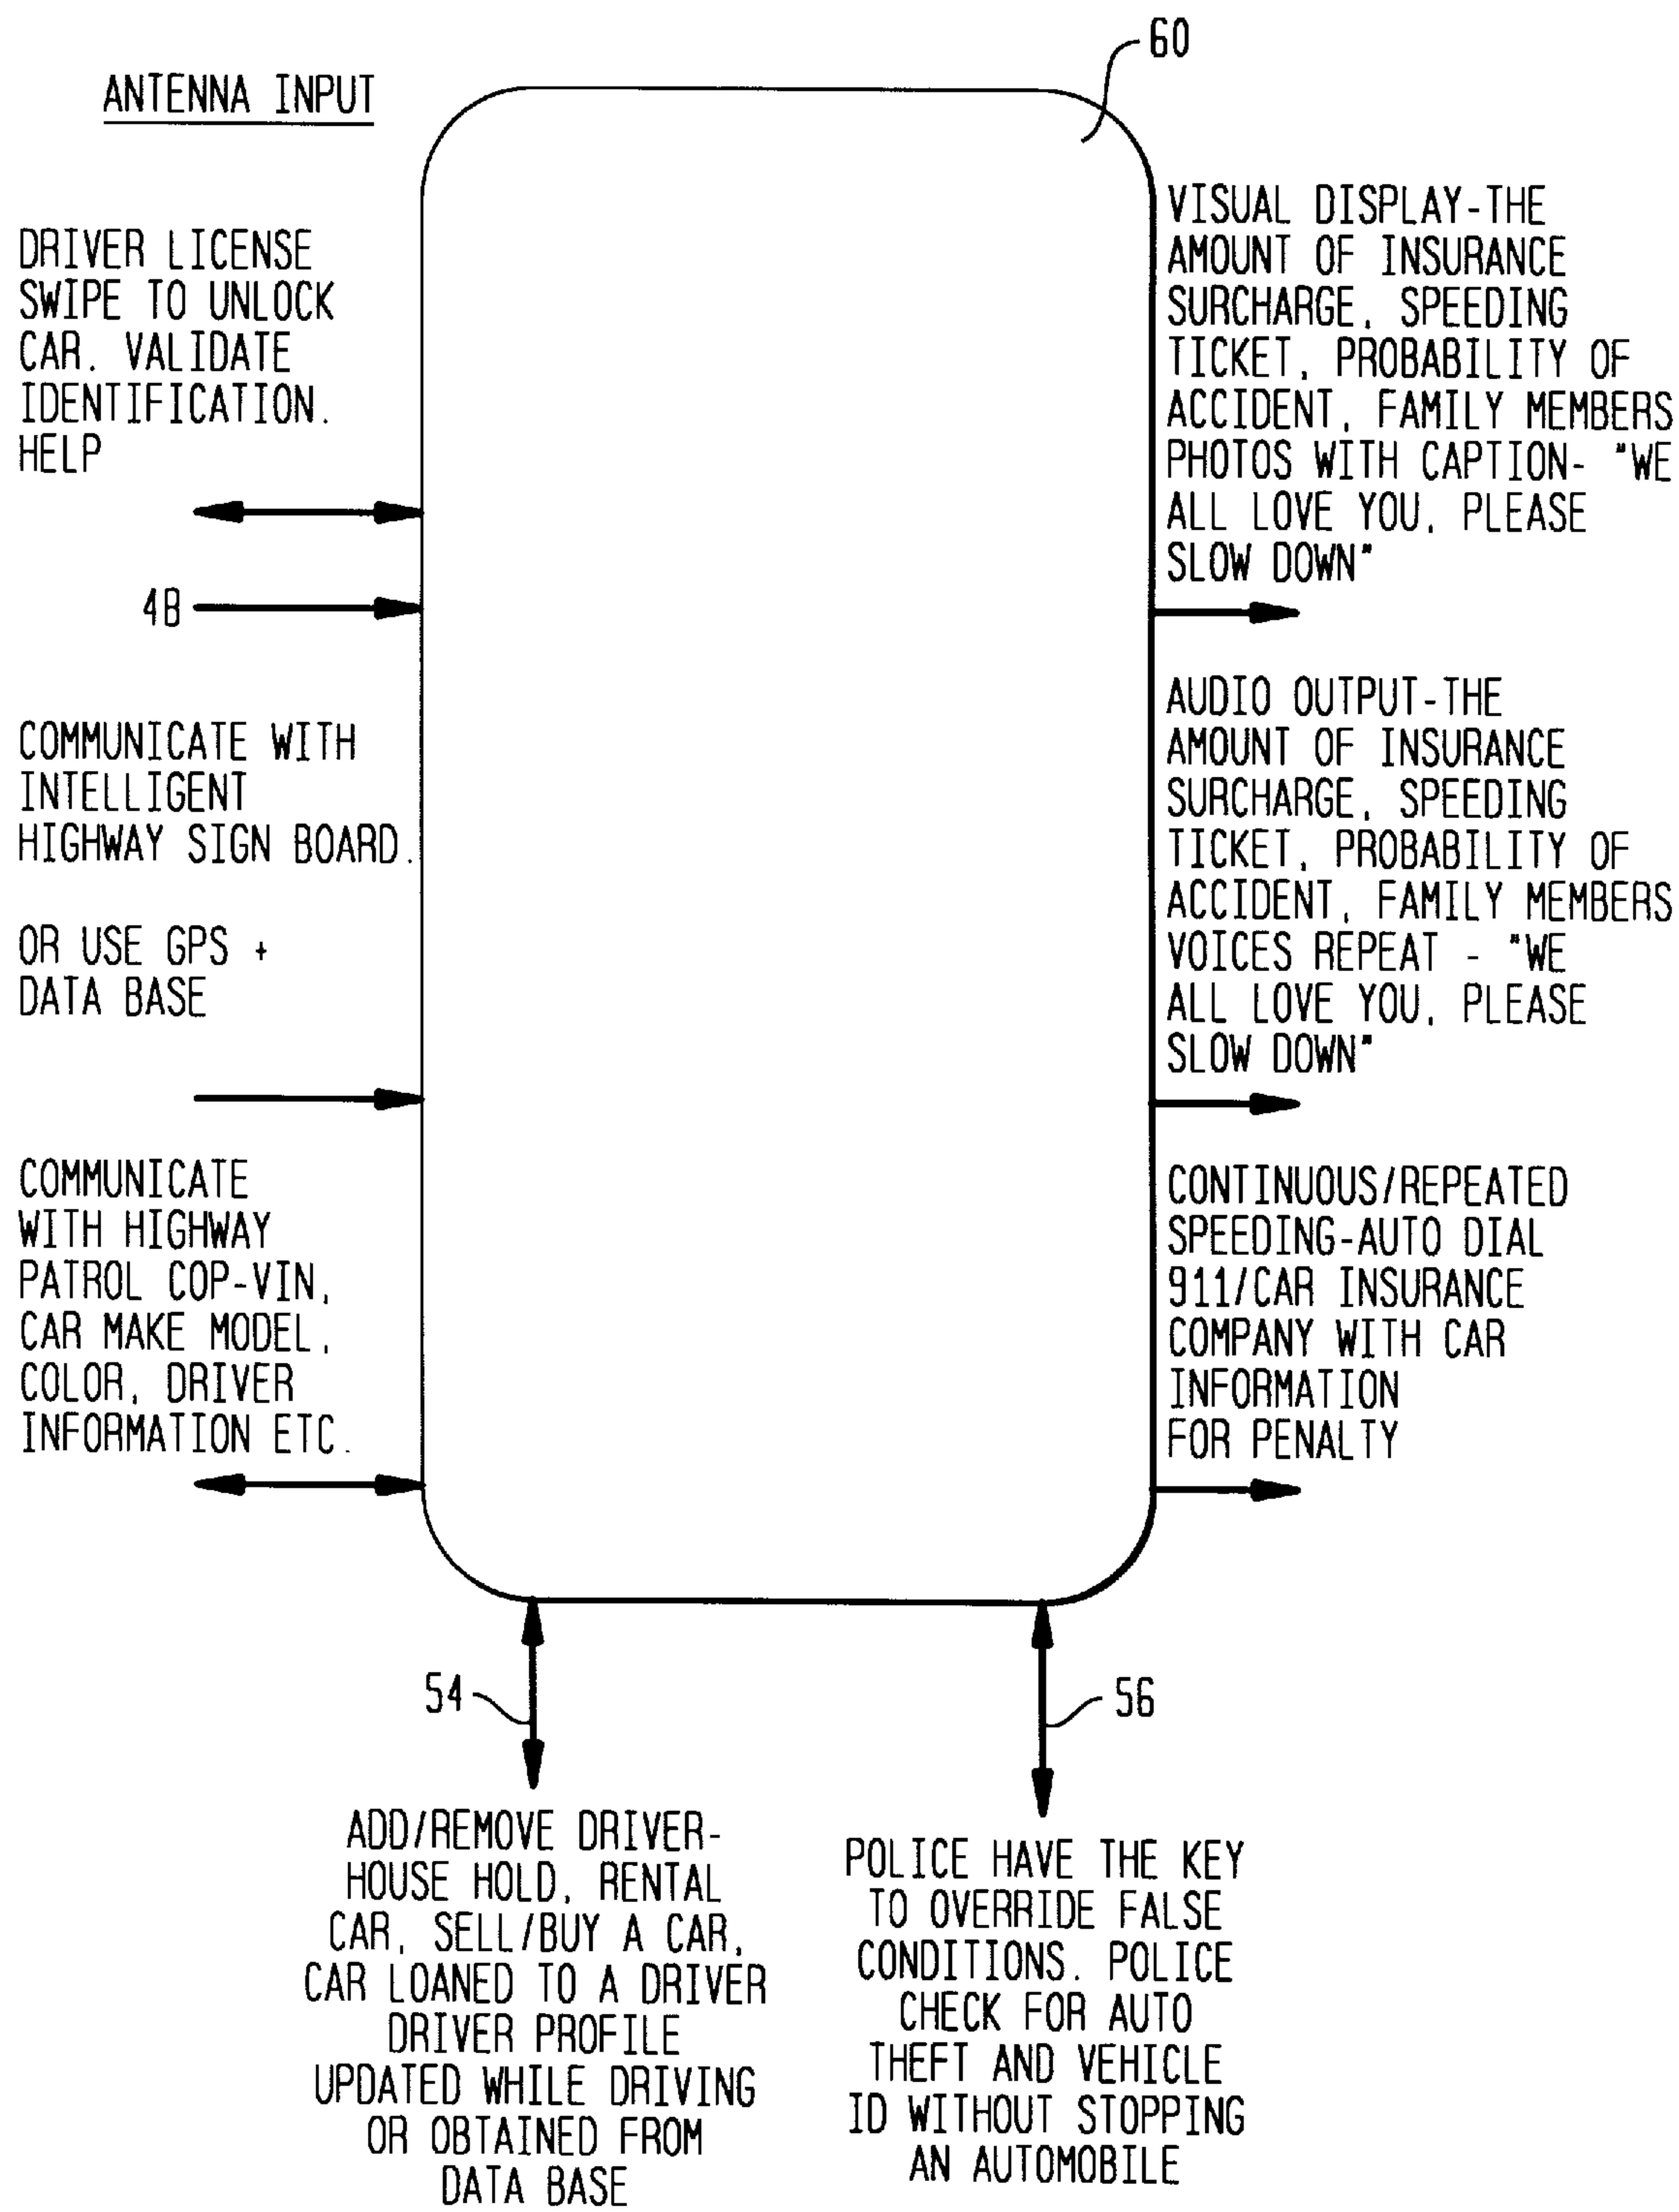 60
ANTENNA INPUT
DRIVER LICENSE
SWIPE TO UNLOCK
CAR. VALIDATE
IDENTIFICATION.
HELP
48
COMMUNICATE WITH
INTELLIGENT
HIGHWAY SIGN BOARD.
OR USE GPS +
DATA BASE
COMMUNICATE
WITH HIGHWAY
PATROL COP-VIN,
CAR MAKE MODEL,
COLOR, DRIVER
INFORMATION ETC.
VISUAL DISPLAY-THE
AMOUNT OF INSURANCE
SURCHARGE, SPEEDING
TICKET, PROBABILITY OF
ACCIDENT, FAMILY MEMBERS
PHOTOS WITH CAPTION- "WE
ALL LOVE YOU, PLEASE
SLOW DOWN"
AUDIO OUTPUT-THE
AMOUNT OF INSURANCE
SURCHARGE, SPEEDING
TICKET, PROBABILITY OF
ACCIDENT, FAMILY MEMBERS
VOICES REPEAT - "WE
ALL LOVE YOU, PLEASE
SLOW DOWN"
CONTINUOUS/REPEATED
SPEEDING-AUTO DIAL
911/CAR INSURANCE
COMPANY WITH CAR
INFORMATION
FOR PENALTY
54
56
ADD/REMOVE DRIVER-
HOUSE HOLD, RENTAL
CAR, SELL/BUY A CAR,
CAR LOANED TO A DRIVER
DRIVER PROFILE
UPDATED WHILE DRIVING
OR OBTAINED FROM
DATA BASE
POLICE HAVE THE KEY
TO OVERRIDE FALSE
CONDITIONS. POLICE
CHECK FOR AUTO
THEFT AND VEHICLE
ID WITHOUT STOPPING
AN AUTOMOBILE